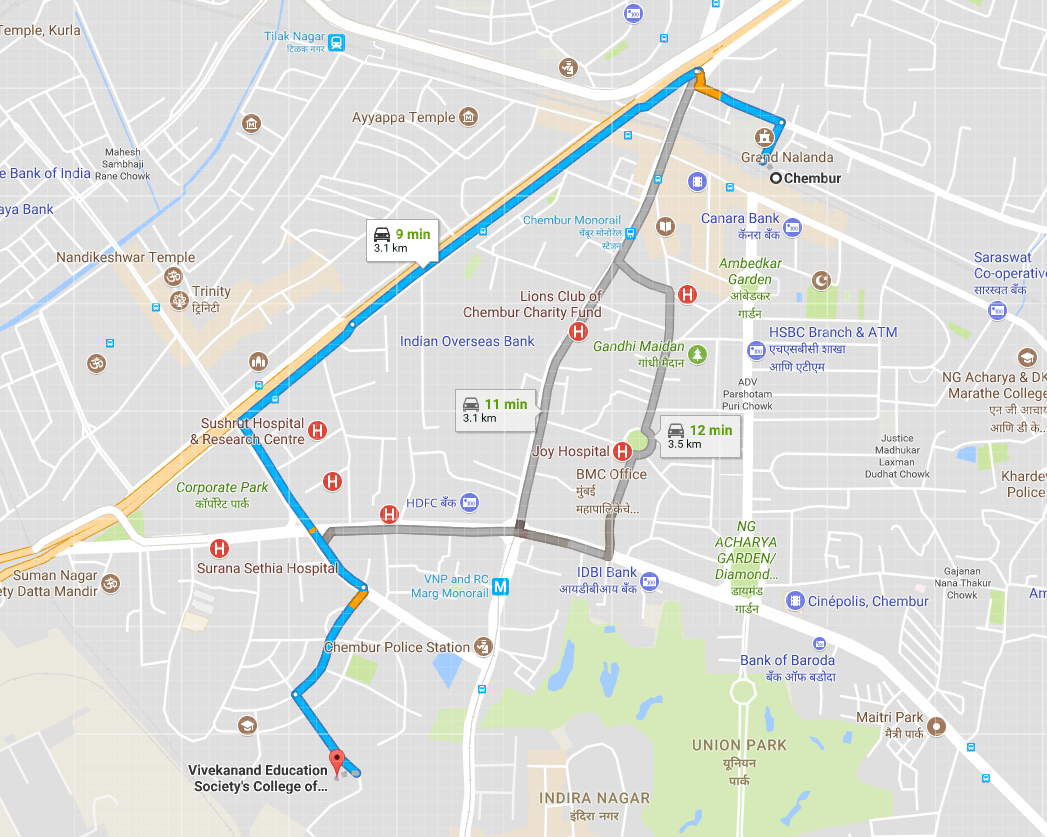 Temple, Kurla
Tilak Nagar
टिळक नगर
Ayyappa Temple
Mahesh
Sambhaji
Rane Chowk
e Bank of India
aya Bank
Grand Nalanda
Chembur
9 min
3.1 km
Chembur Monorail
चेंबूर मोनोरेल
स्टेशन
Canara Bank
कॅनरा बँक
Nandikeshwar Temple
Trinity
ट्रिनिटी
Ambedkar
Garden
आंबेडकर
गार्डन
Saraswat
Co-operative
सारस्वत बँक
Lions Club of
Chembur Charity Fund
Indian Overseas Bank
Gandhi Maidan
गांधी मैदान
HSBC Branch & ATM
एचएसबीसी शाखा
आणि एटीएम
ADV
Parshotam
Puri Chowk
NG Acharya & DK
Marathe College
एन जी आचार्य
आणि डी के..
11 min
3.1 km
12 min
3.5 km
Sushrut Hospital
& Research Centre
Joy Hospital
BMC Office
मुंबई
महापालिकेचे...
Justice
Madhukar
Laxman
Dudhat Chowk
Corporate Park
कॉर्पोरेट पार्क
HDFC बँक
Police
NG
ACHARYA
GARDEN/
Diamond...
डायमंड
गार्डन
Surana Sethia Hospital
Suman Nagar
ety Datta Mandir
VNP and RC
Marg Monorail
IDBI Bank
आयडीबीआय बँक
Gajanan
Nana Thakur
Chowk
Cinépolis, Chembur
Chembur Police Station
Bank of Baroda
बँक ऑफ बडोदा
Maitri Park
मैत्री पार्क
UNION PARK
यूनियन
पार्क
Vivekanand Education
Society's College of...
INDIRA NAGAR
इंदिरा नगर